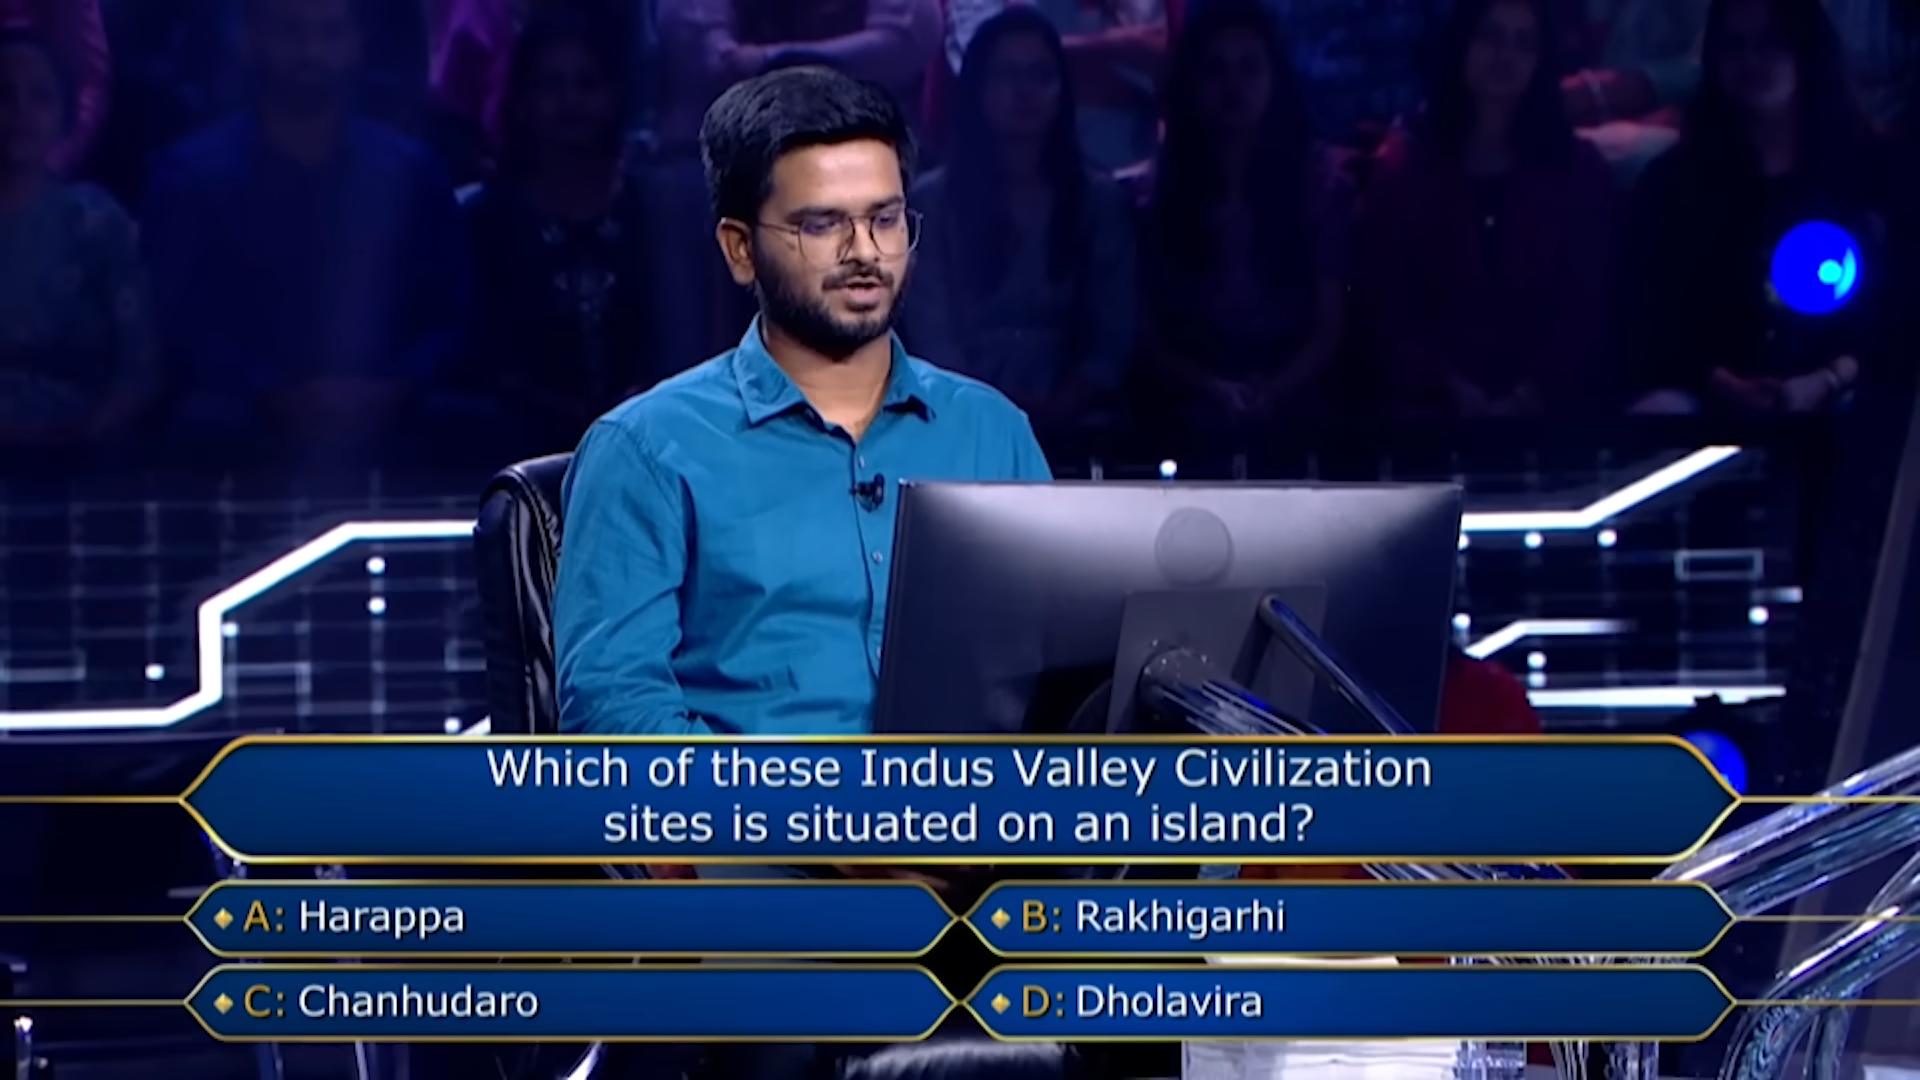 Which of these Indus Valley Civilization
sites is situated on an island?
A: Harappa
B: Rakhigarhi
C: Chanhudaro
D: Dholavira